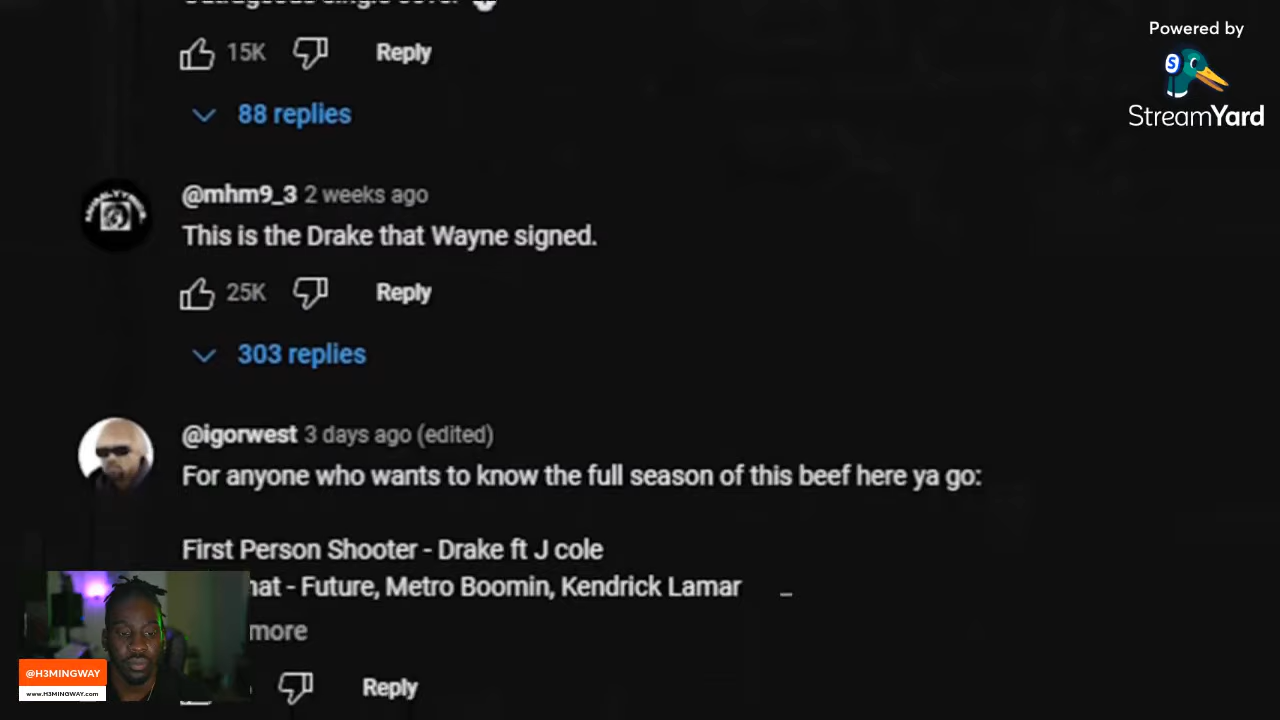 Powered by
StreamYard
15K Reply
88 replies
@mhm9_3 2 weeks ago
This is the Drake that Wayne signed.
25K Reply
303 replies
@igorwest 3 days ago (edited)
For anyone who wants to know the full season of this beef here ya go:
First Person Shooter - Drake ft J cole
hat - Future, Metro Boomin, Kendrick Lamar
more
Reply
@H3MINGWAY
www.H3MINGWAY.com